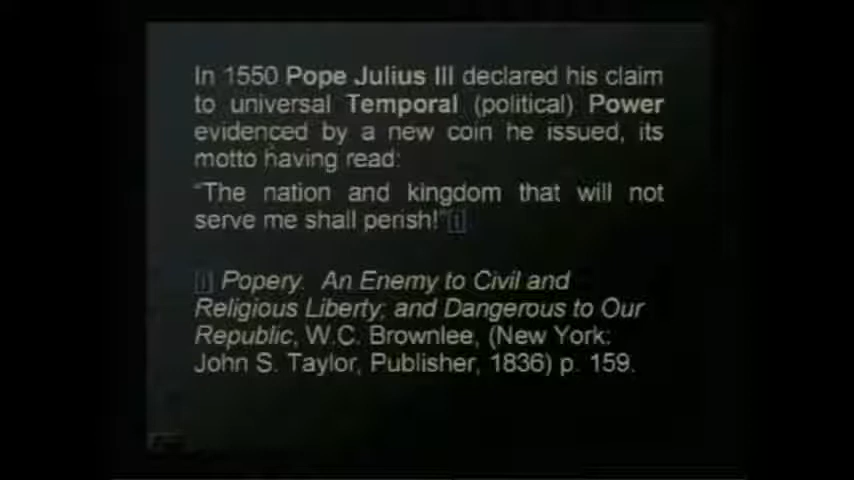 In 1550 Pope Julius III declared his claim
to universal Temporal (political) Power
evidenced by a new coin he issued, its
motto having read:
“The nation and kingdom that will not
serve me shall perish!”[i]
[i] Popery. An Enemy to Civil and
Religious Liberty; and Dangerous to Our
Republic, W.C. Brownlee, (New York:
John S. Taylor, Publisher, 1836) p. 159.